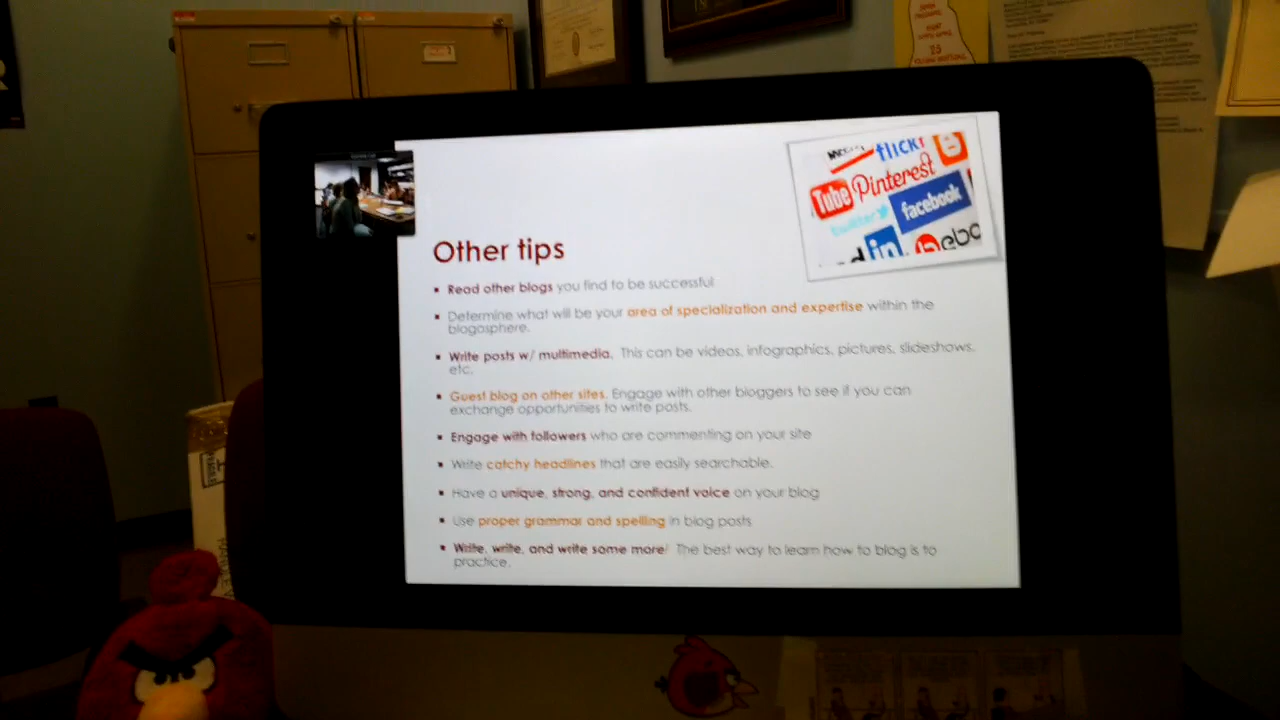 flickr
Tube
Pinterest
twitter
facebook
in
Other tips
▪ Read other blogs you find to be successful
▪ Determine what will be your area of specialization and expertise within the
blogosphere.
▪ Write posts w/ multimedia. This can be videos, infographics, pictures, slideshows,
etc.
▪ Guest blog on other sites. Engage with other bloggers to see if you can
exchange opportunities to write posts.
▪ Engage with followers who are commenting on your site
▪ Write catchy headlines that are easily searchable.
▪ Have a unique, strong, and confident voice on your blog
▪ Use proper grammar and spelling in blog posts
▪ Write, write, and write some more! The best way to learn how to blog is to
practice.